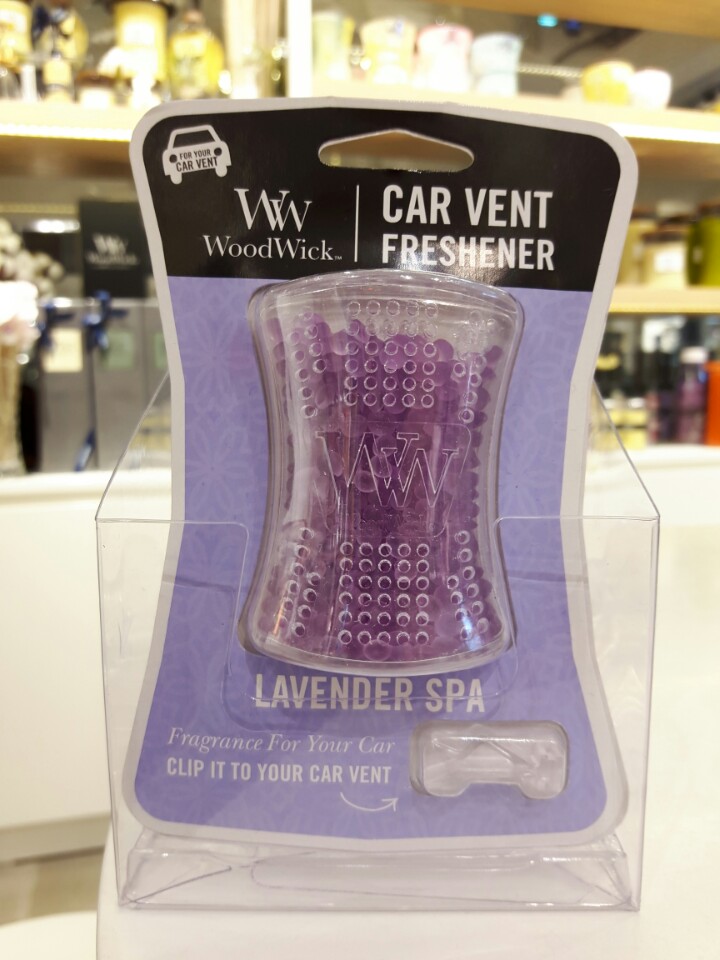 FOR YOUR
CAR VENT
WW
WoodWick™
CAR VENT
FRESHENER
WW
LAVENDER SPA
Fragrance For Your Car
CLIP IT TO YOUR CAR VENT